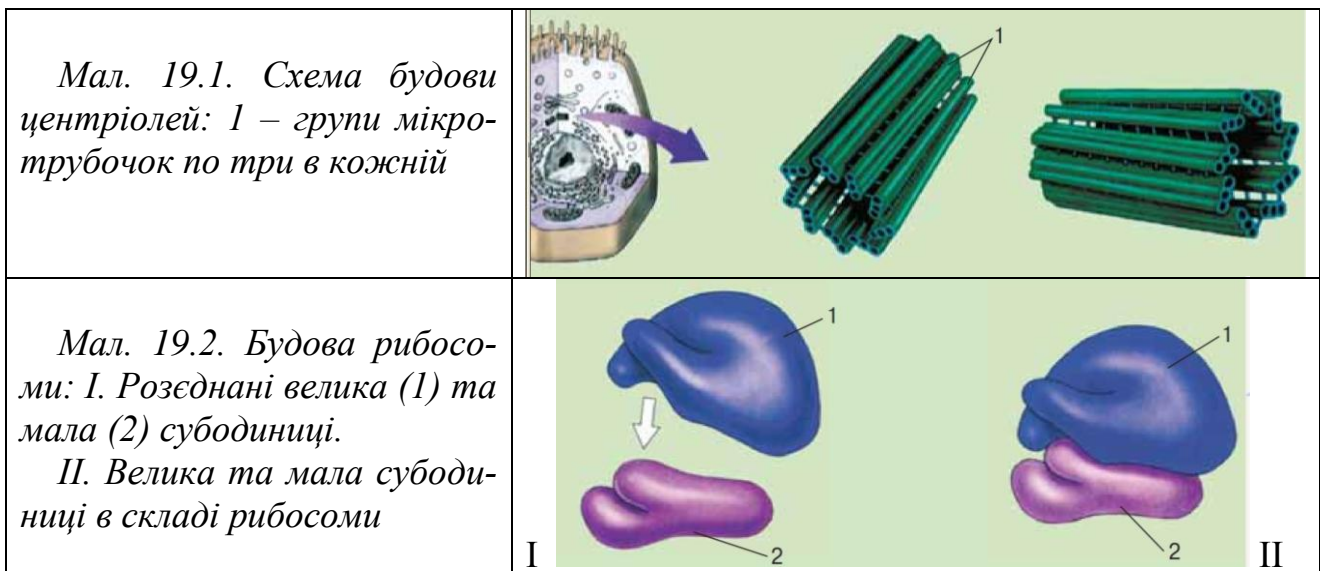 Мал. 19.1. Схема будови
центріолей: 1 – групи мікро-
трубочок по три в кожній
1
Мал. 19.2. Будова рибосо-
ми: І. Розєднані велика (1) та
мала (2) субодиниці.
ІІ. Велика та мала субоди-
ниці в складі рибосоми
1
2
І
1
2
ІІ